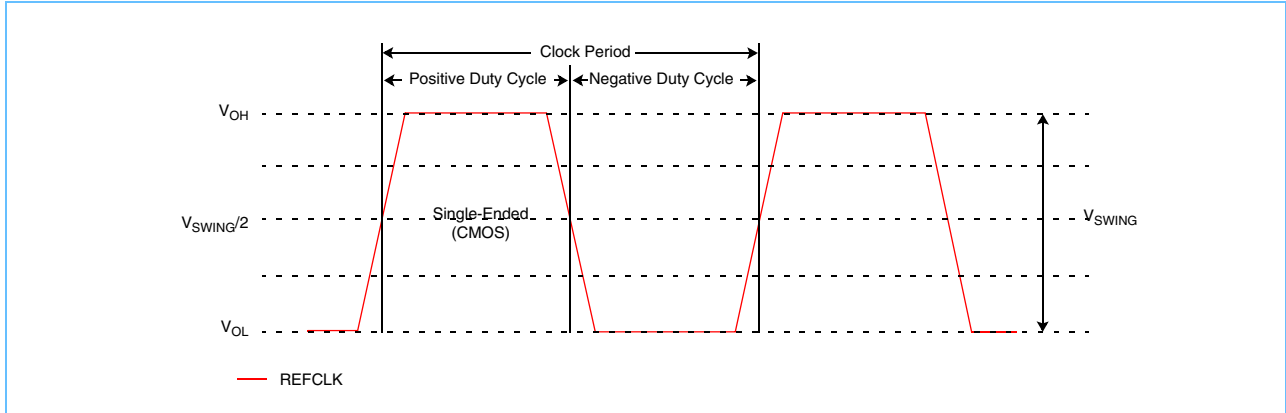 Clock Period
Positive Duty Cycle
Negative Duty Cycle
VOH
VSWING/2
Single-Ended
(CMOS)
VSWING
VOL
REFCLK